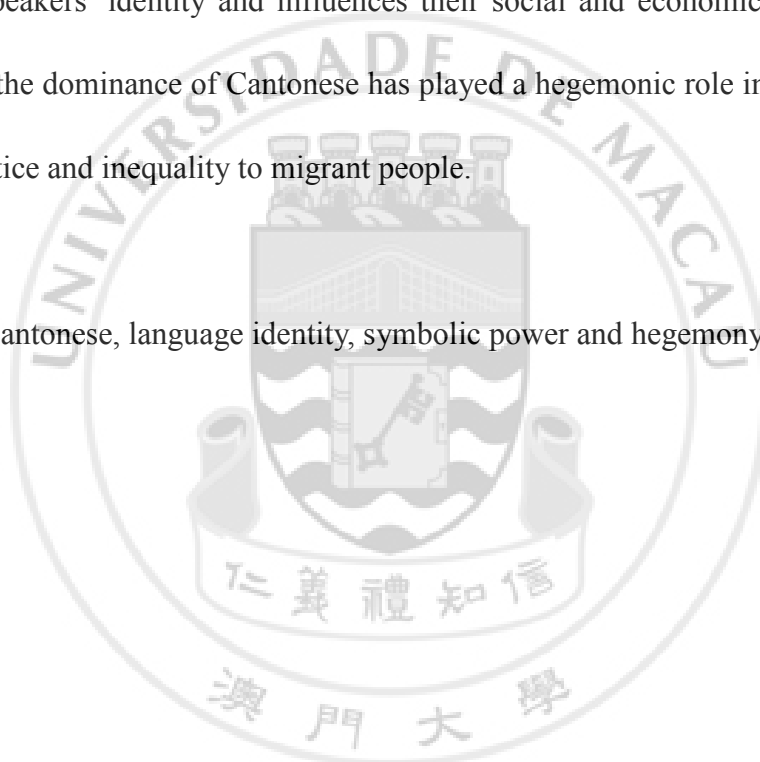 speakers' identity and influences their social and economic
the dominance of Cantonese has played a hegemonic role in
tice and inequality to migrant people.
antonese, language identity, symbolic power and hegemony
UNIVERSIDADE DE MACAU
仁義禮知信
澳門大學